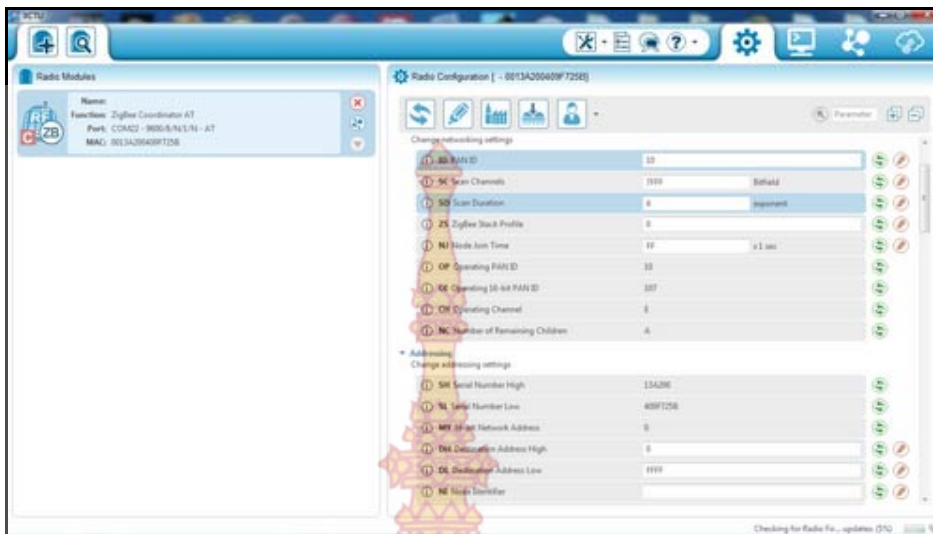 XCTU
Radio Modules
Name:
Function: ZigBee Coordinator AT
Port: COM22 - 9600/8/N/1/N - AT
MAC: 0013A200409F725B
Radio Configuration [ - 0013A200409F725B]
Parameter
Change networking settings
ID PAN ID 10
SC Scan Channels 1FFF Bitfield
SD Scan Duration 4 exponent
ZS ZigBee Stack Profile 0
NJ Node Join Time FF x 1 sec
OP Operating PAN ID 10
OI Operating 16-bit PAN ID
CH Operating Channel
NC Number of Remaining Children A
Addressing
Change addressing settings
SH Serial Number High 13A200
SL Serial Number Low 409F725B
MY 16-bit Network Address 0
DH Destination Address High 0
DL Destination Address Low FFFF
NI Node Identifier
Checking for Radio Fir... updates: (5%)